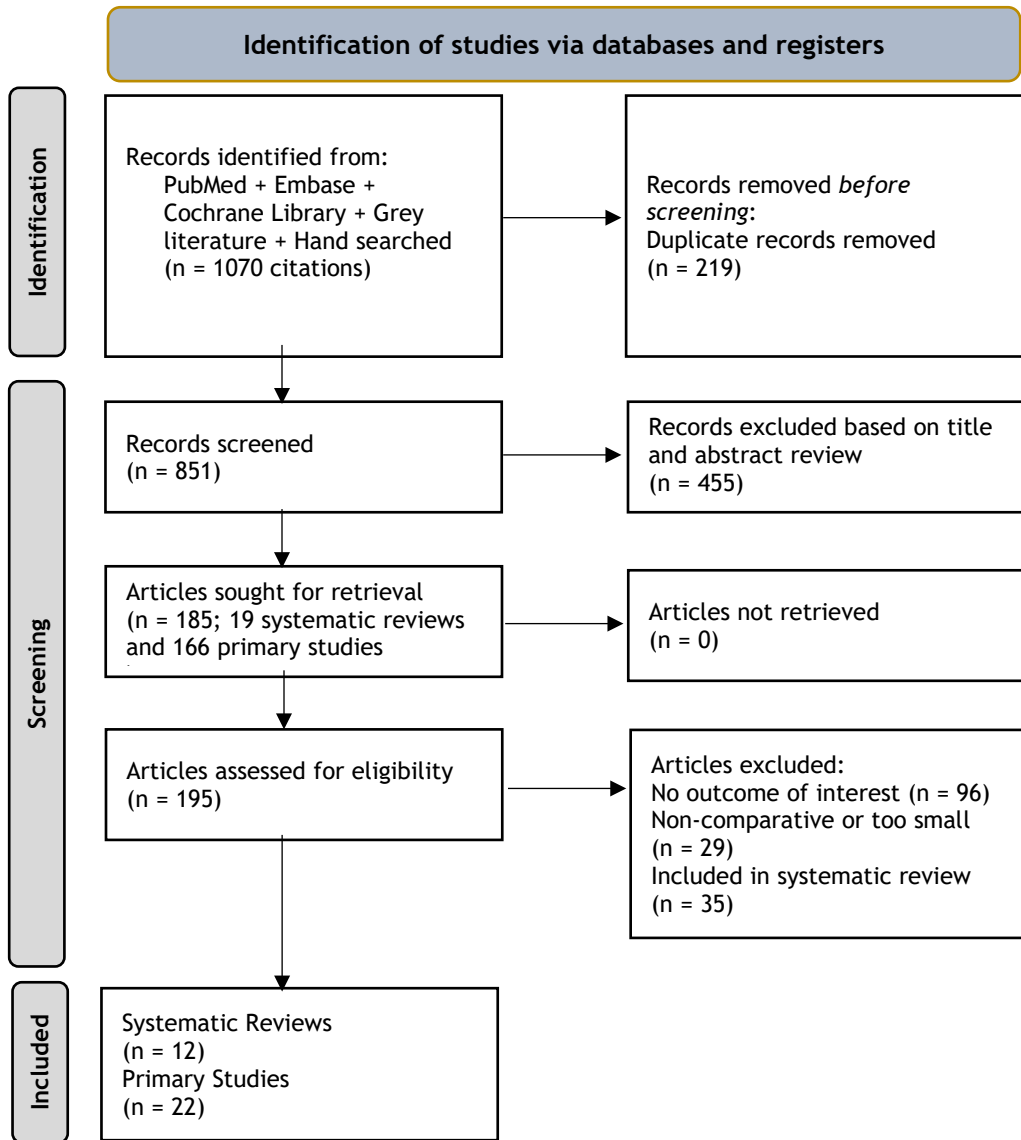 Identification of studies via databases and registers
Identification
Records identified from:
PubMed + Embase +
Cochrane Library + Grey
literature + Hand searched
(n = 1070 citations)
Records removed before
screening:
Duplicate records removed
(n = 219)
Screening
Records screened
(n = 851)
Records excluded based on title
and abstract review
(n = 455)
Articles sought for retrieval
(n = 185; 19 systematic reviews
and 166 primary studies
Articles not retrieved
(n = 0)
Articles assessed for eligibility
(n = 195)
Articles excluded:
No outcome of interest (n = 96)
Non-comparative or too small
(n = 29)
Included in systematic review
(n = 35)
Included
Systematic Reviews
(n = 12)
Primary Studies
(n = 22)